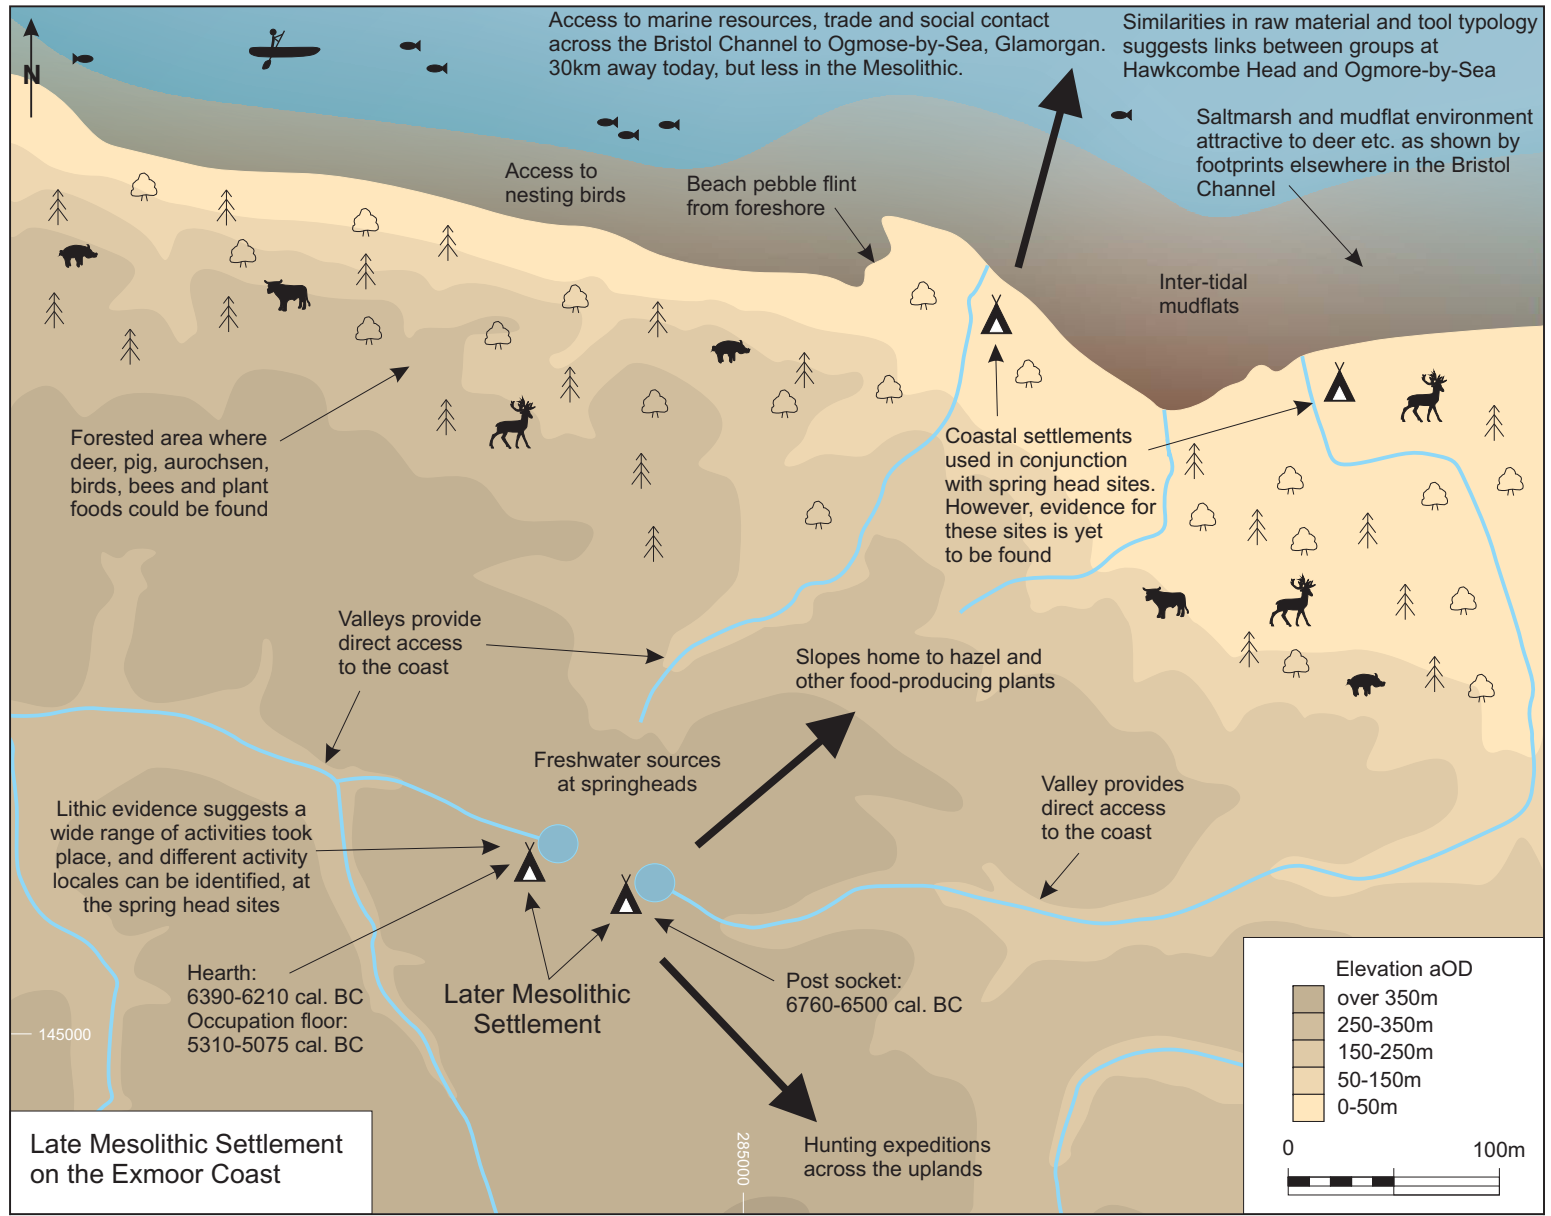 N
Access to marine resources, trade and social contact
across the Bristol Channel to Ogmose-by-Sea, Glamorgan.
30km away today, but less in the Mesolithic.
Similarities in raw material and tool typology
suggests links between groups at
Hawkcombe Head and Ogmore-by-Sea
Saltmarsh and mudflat environment
attractive to deer etc. as shown by
footprints elsewhere in the Bristol
Channel
Access to
nesting birds
Beach pebble flint
from foreshore
Inter-tidal
mudflats
Forested area where
deer, pig, aurochsen,
birds, bees and plant
foods could be found
Coastal settlements
used in conjunction
with spring head sites.
However, evidence for
these sites is yet
to be found
Valleys provide
direct access
to the coast
Slopes home to hazel and
other food-producing plants
Freshwater sources
at springheads
Valley provides
direct access
to the coast
Lithic evidence suggests a
wide range of activities took
place, and different activity
locales can be identified, at
the spring head sites
Hearth:
6390-6210 cal. BC
Occupation floor:
5310-5075 cal. BC
Later Mesolithic
Settlement
Post socket:
6760-6500 cal. BC
145000
285000
Hunting expeditions
across the uplands
Late Mesolithic Settlement
on the Exmoor Coast
Elevation aOD
over 350m
250-350m
150-250m
50-150m
0-50m
0 100m